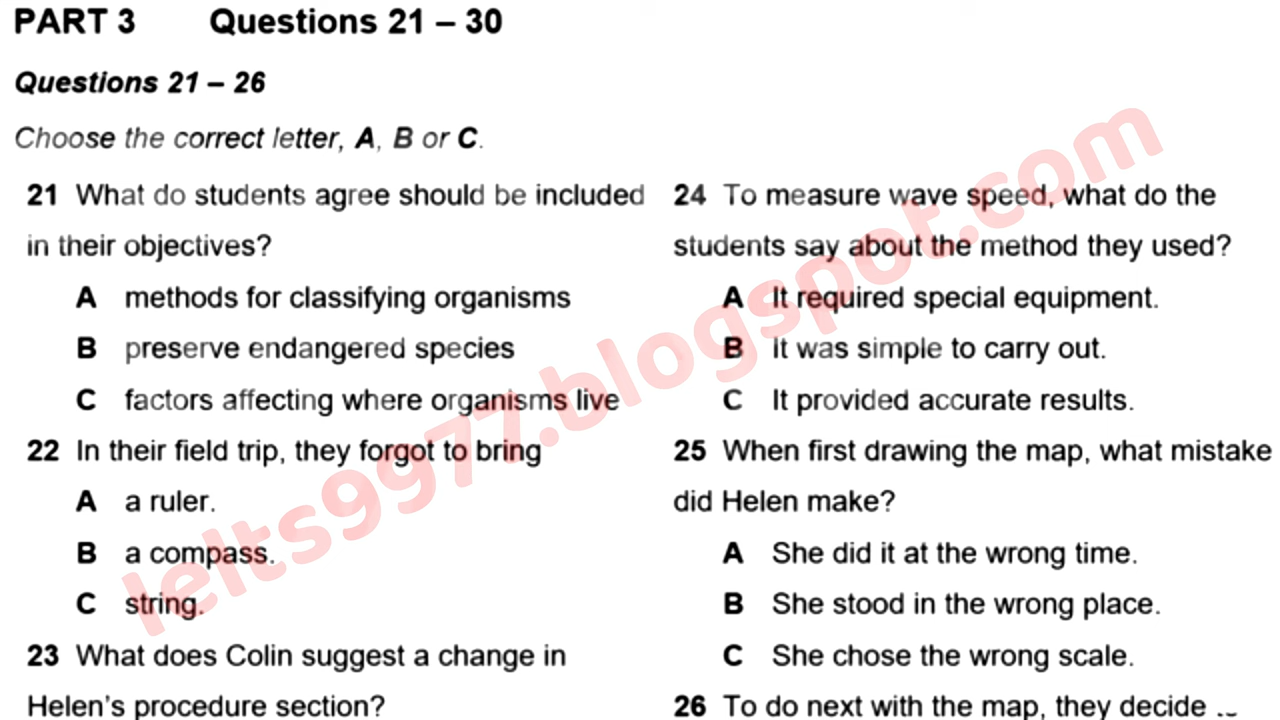 PART 3 Questions 21 – 30
Questions 21 – 26
Choose the correct letter, A, B or C.
21 What do students agree should be included
in their objectives?
A methods for classifying organisms
B preserve endangered species
C factors affecting where organisms live
22 In their field trip, they forgot to bring
A a ruler.
B a compass.
C string.
23 What does Colin suggest a change in
Helen's procedure section?
24 To measure wave speed, what do the
students say about the method they used?
A It required special equipment.
B It was simple to carry out.
C It provided accurate results.
25 When first drawing the map, what mistake
did Helen make?
A She did it at the wrong time.
B She stood in the wrong place.
C She chose the wrong scale.
26 To do next with the map, they decide
Ielts9977.blogspot.com